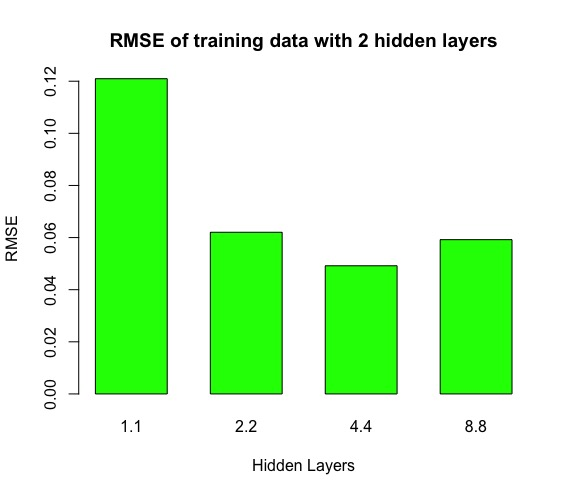 RMSE of training data with 2 hidden layers
RMSE
0.12
0.10
0.08
0.06
0.04
0.02
0.00
1.1 2.2 4.4 8.8
Hidden Layers